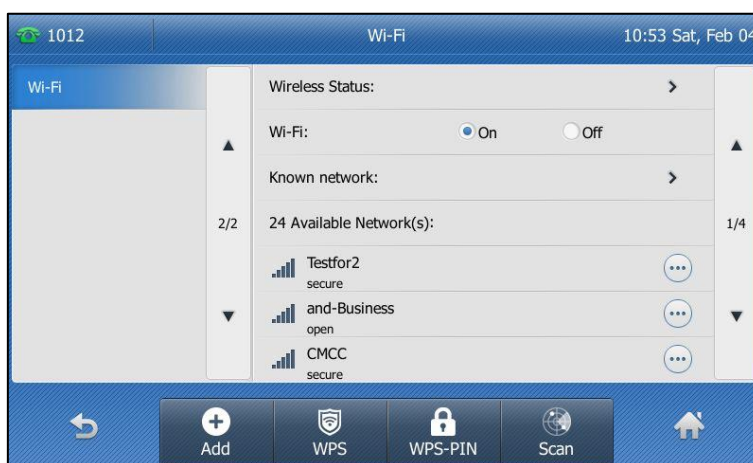 1012 Wi-Fi 10:53 Sat, Feb 04
Wi-Fi
Wireless Status:
Wi-Fi: On Off
Known network:
2/2
24 Available Network(s):
1/4
Testfor2
secure
and-Business
open
CMCC
secure
Add WPS WPS-PIN Scan